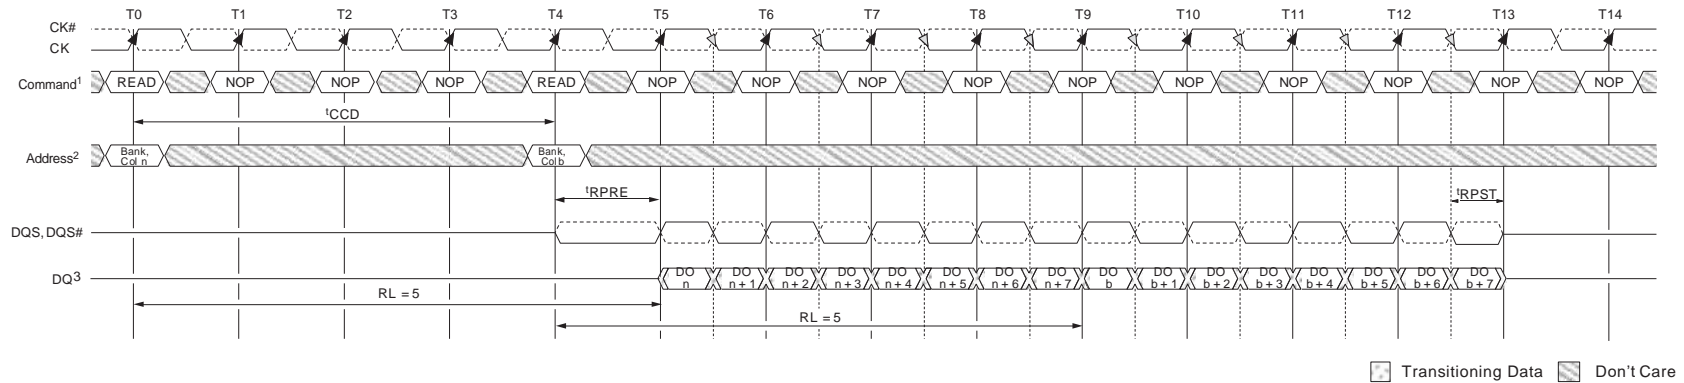 T0 T1 T2 T3 T4 T5 T6 T7 T8 T9 T10 T11 T12 T13 T14
CK#
CK
Command1 READ NOP NOP NOP READ NOP NOP NOP NOP NOP NOP NOP NOP NOP NOP
tCCD
Address2 Bank, Col n Bank, Col b
tRPRE tRPST
DQS, DQS#
DQ3 DO n DO n + 1 DO n + 2 DO n + 3 DO n + 4 DO n + 5 DO n + 6 DO n + 7 DO b DO b + 1 DO b + 2 DO b + 3 DO b + 4 DO b + 5 DO b + 6 DO b + 7
RL = 5
RL = 5
Transitioning Data Don't Care